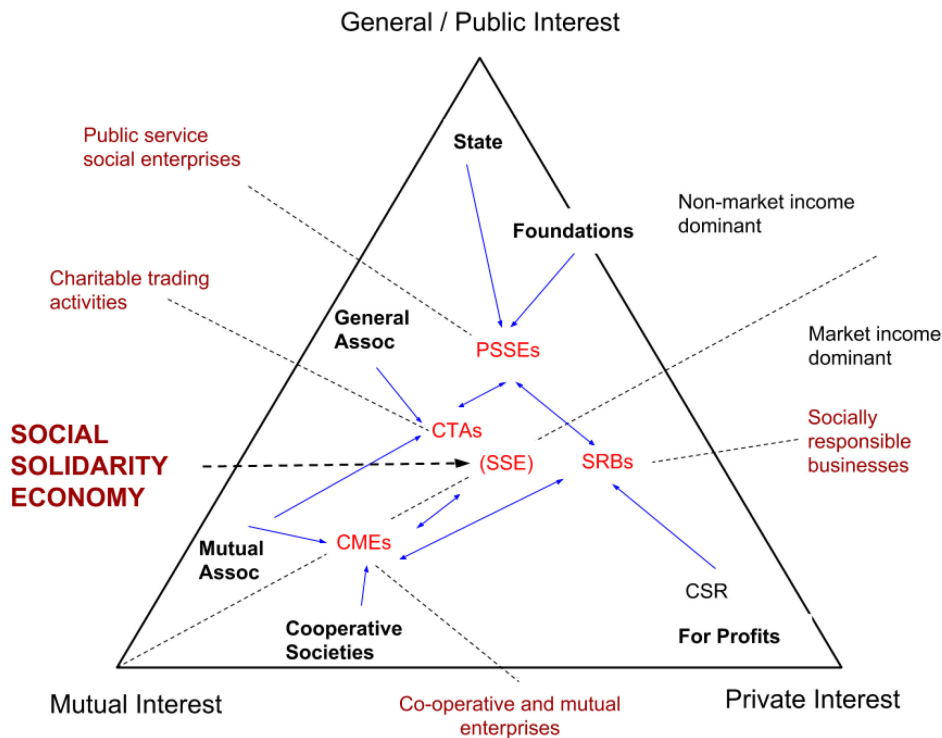 General / Public Interest
Public service
social enterprises
State
Non-market income
dominant
Foundations
Charitable trading
activities
General
Assoc
PSSEs
Market income
dominant
SOCIAL
SOLIDARITY
ECONOMY
CTAs
(SSE)
SRBs
Socially
responsible
businesses
Mutual
Assoc
CMEs
CSR
Cooperative
Societies
For Profits
Mutual Interest
Co-operative and mutual
enterprises
Private Interest